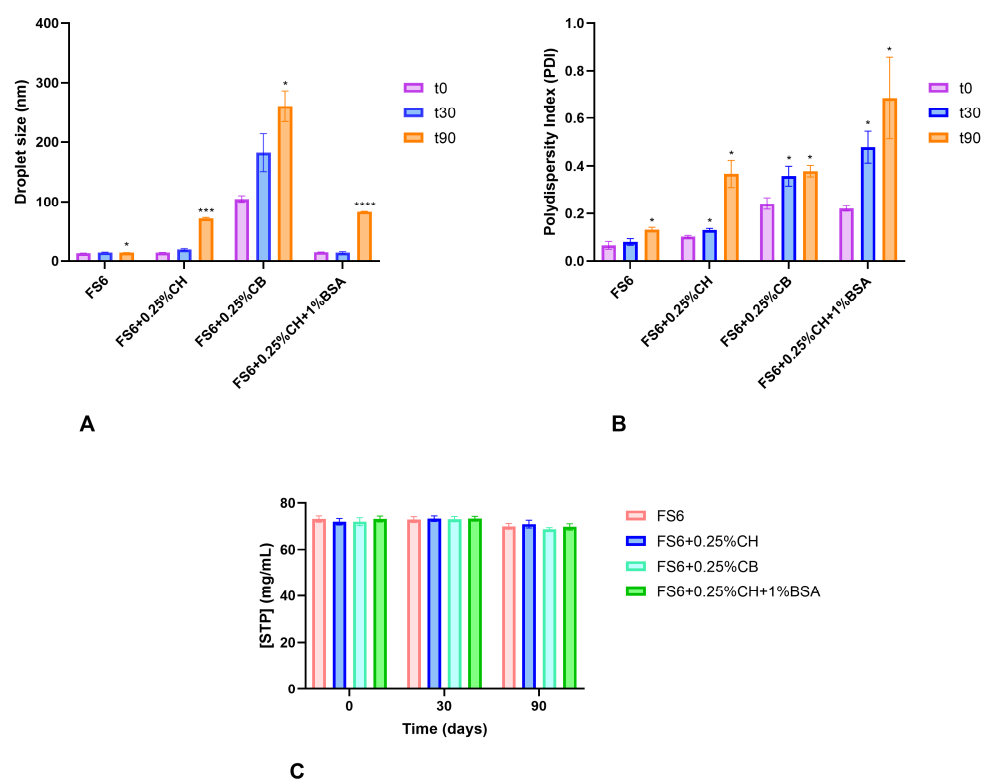 400
300
200
100
0
Droplet size (nm)
*
***
*
****
FS6
FS6+0.25%CH
FS6+0.25%CB
FS6+0.25%CH+1%BSA
t0
t30
t90
A
1.0
0.8
0.6
0.4
0.2
0.0
Polydispersity Index (PDI)
*
*
*
*
*
*
*
FS6
FS6+0.25%CH
FS6+0.25%CB
FS6+0.25%CH+1%BSA
t0
t30
t90
B
80
60
40
20
0
[STP] (mg/mL)
0
30
90
Time (days)
FS6
FS6+0.25%CH
FS6+0.25%CB
FS6+0.25%CH+1%BSA
C